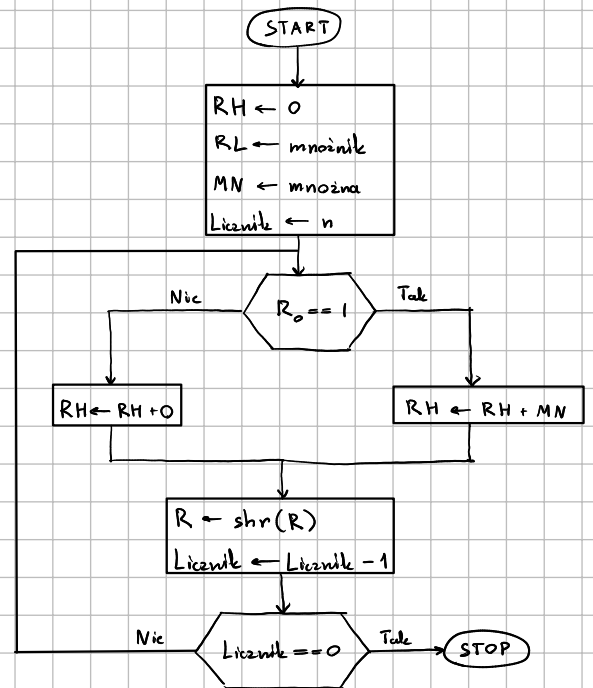 START
RH ← 0
RL ← mnożnik
MN ← mnożna
Licznik ← n
Nie
R₀ == 1
Tak
RH ← RH + 0
RH ← RH + MN
R ← shr(R)
Licznik ← Licznik - 1
Nie
Licznik == 0
Tak
STOP